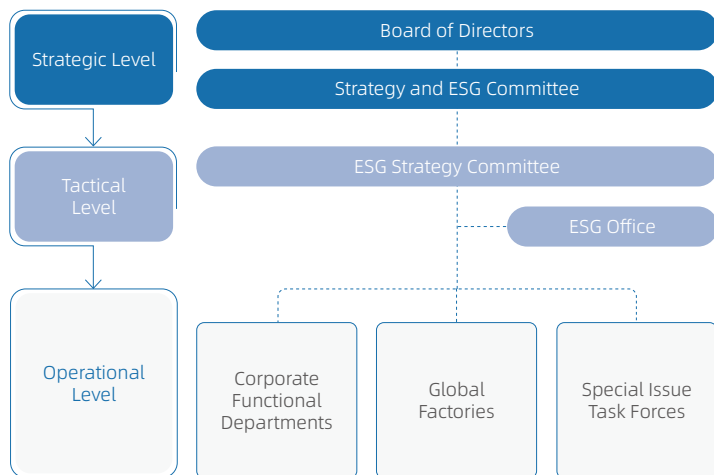 Strategic Level
Board of Directors
Strategy and ESG Committee
Tactical
Level
ESG Strategy Committee
ESG Office
Operational
Level
Corporate
Functional
Departments
Global
Factories
Special Issue
Task Forces